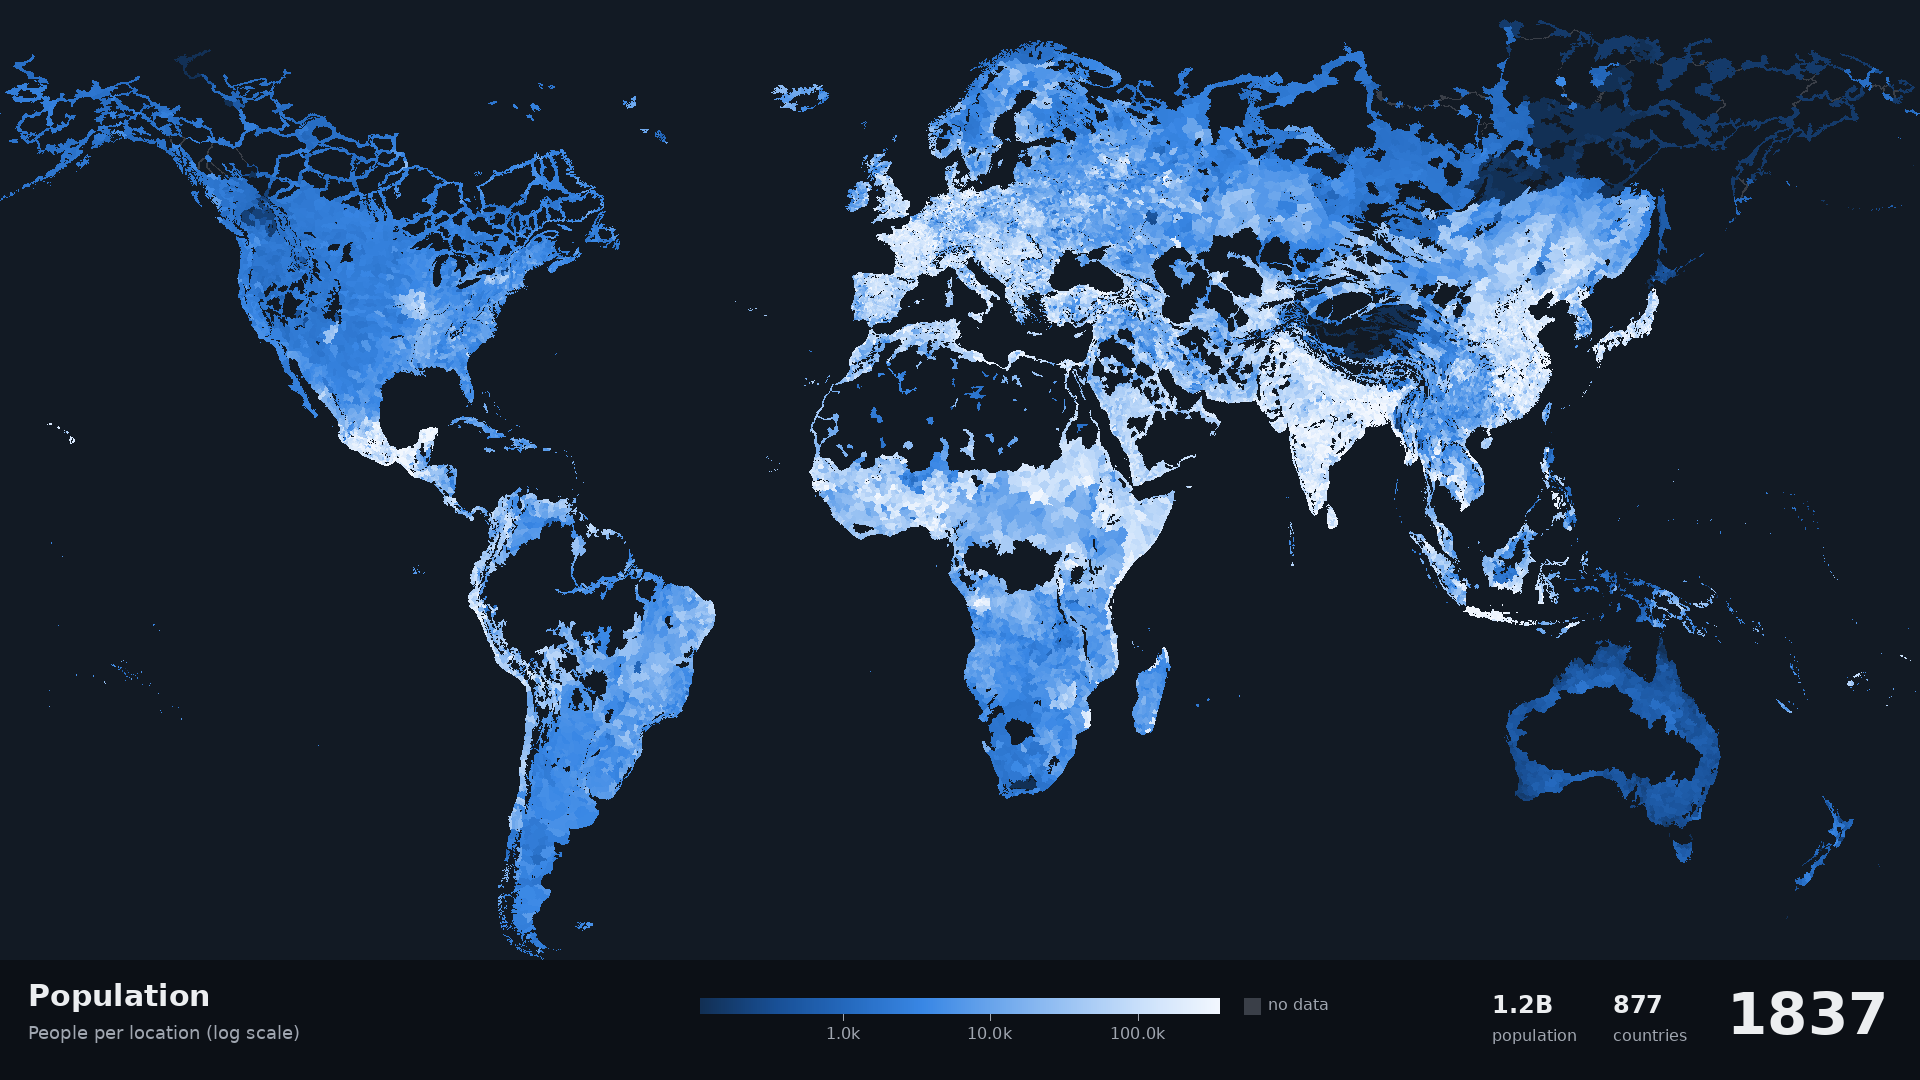 Population
People per location (log scale)
1.0k 10.0k 100.0k
no data
1.2B
population
877
countries
1837